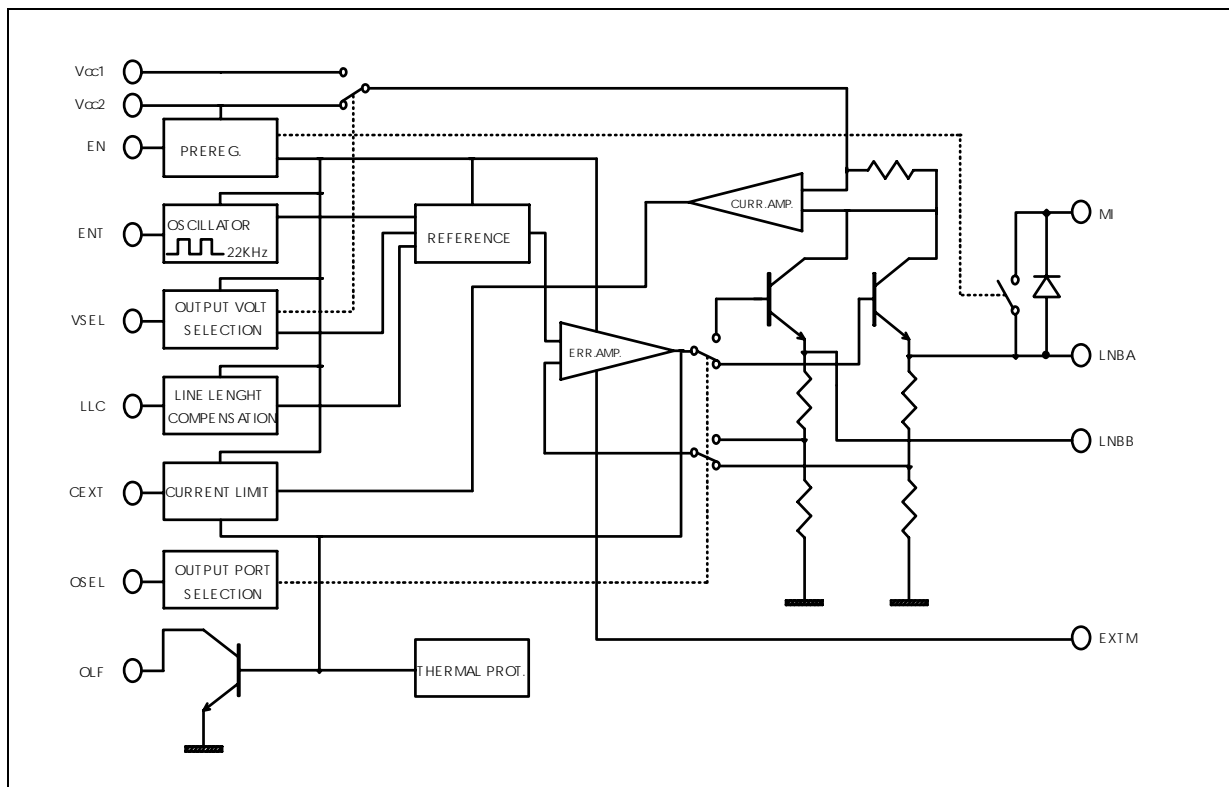 Vcc1
Vcc2
EN
PREREG.
ENT
OSCILLATOR
22KHz
REFERENCE
CURR.AMP.
MI
VSEL
OUTPUT VOLT
SELECTION
ERR.AMP.
LNBA
LLC
LINE LENGHT
COMPENSATION
LNBB
CEXT
CURRENT LIMIT
OSEL
OUTPUT PORT
SELECTION
EXTM
OLF
THERMAL PROT.